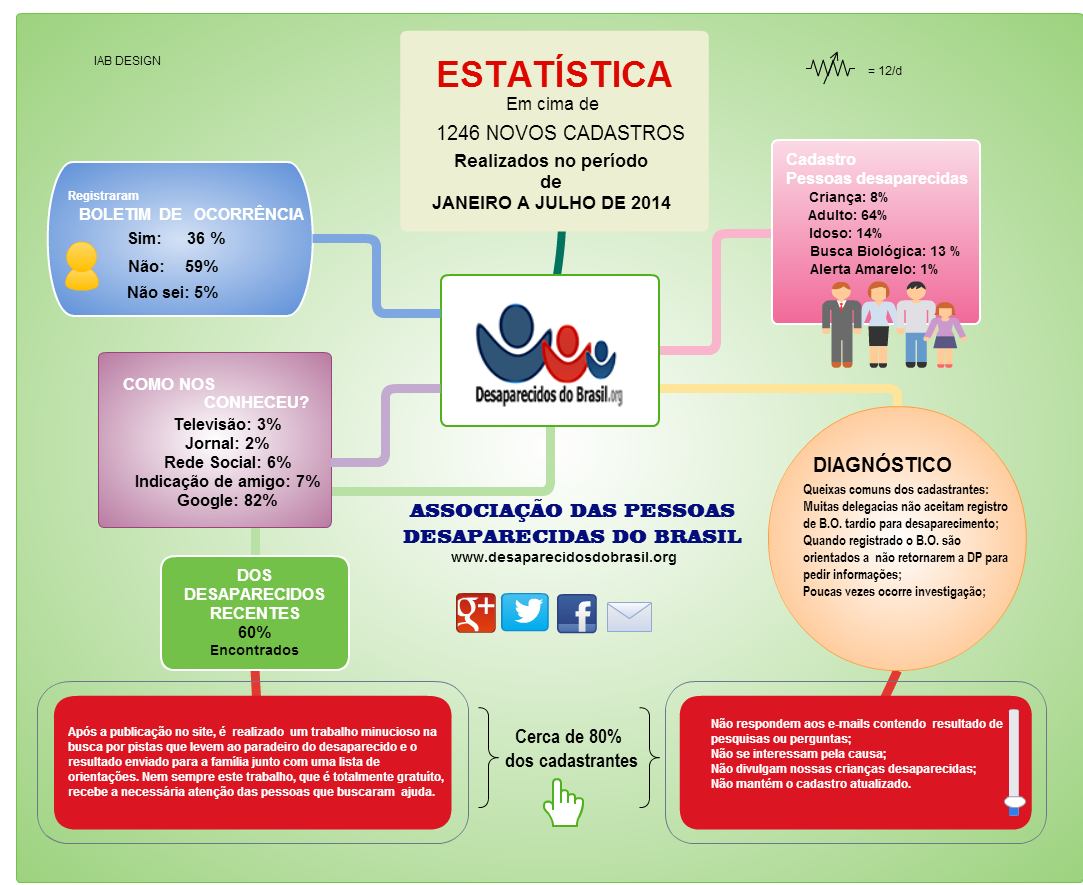 IAB DESIGN
ESTATÍSTICA
Em cima de
1246 NOVOS CADASTROS
Realizados no período
de
JANEIRO A JULHO DE 2014
= 12/d
Registraram
BOLETIM DE OCORRÊNCIA
Sim: 36 %
Não: 59%
Não sei: 5%
Cadastro
Pessoas desaparecidas
Criança: 8%
Adulto: 64%
Idoso: 14%
Busca Biológica: 13 %
Alerta Amarelo: 1%
Desaparecidos do Brasil.org
COMO NOS
CONHECEU?
Televisão: 3%
Jornal: 2%
Rede Social: 6%
Indicação de amigo: 7%
Google: 82%
DIAGNÓSTICO
Queixas comuns dos cadastrantes:
Muitas delegacias não aceitam registro
de B.O. tardio para desaparecimento;
Quando registrado o B.O. são
orientados a não retornarem a DP para
pedir informações;
Poucas vezes ocorre investigação;
ASSOCIAÇÃO DAS PESSOAS
DESAPARECIDAS DO BRASIL
www.desaparecidosdobrasil.org
g+
f
DOS
DESAPARECIDOS
RECENTES
60%
Encontrados
Após a publicação no site, é realizado um trabalho minucioso na
busca por pistas que levem ao paradeiro do desaparecido e o
resultado enviado para a família junto com uma lista de
orientações. Nem sempre este trabalho, que é totalmente gratuíto,
recebe a necessária atenção das pessoas que buscaram ajuda.
Cerca de 80%
dos cadastrantes
Não respondem aos e-mails contendo resultado de
pesquisas ou perguntas;
Não se interessam pela causa;
Não divulgam nossas crianças desaparecidas;
Não mantém o cadastro atualizado.